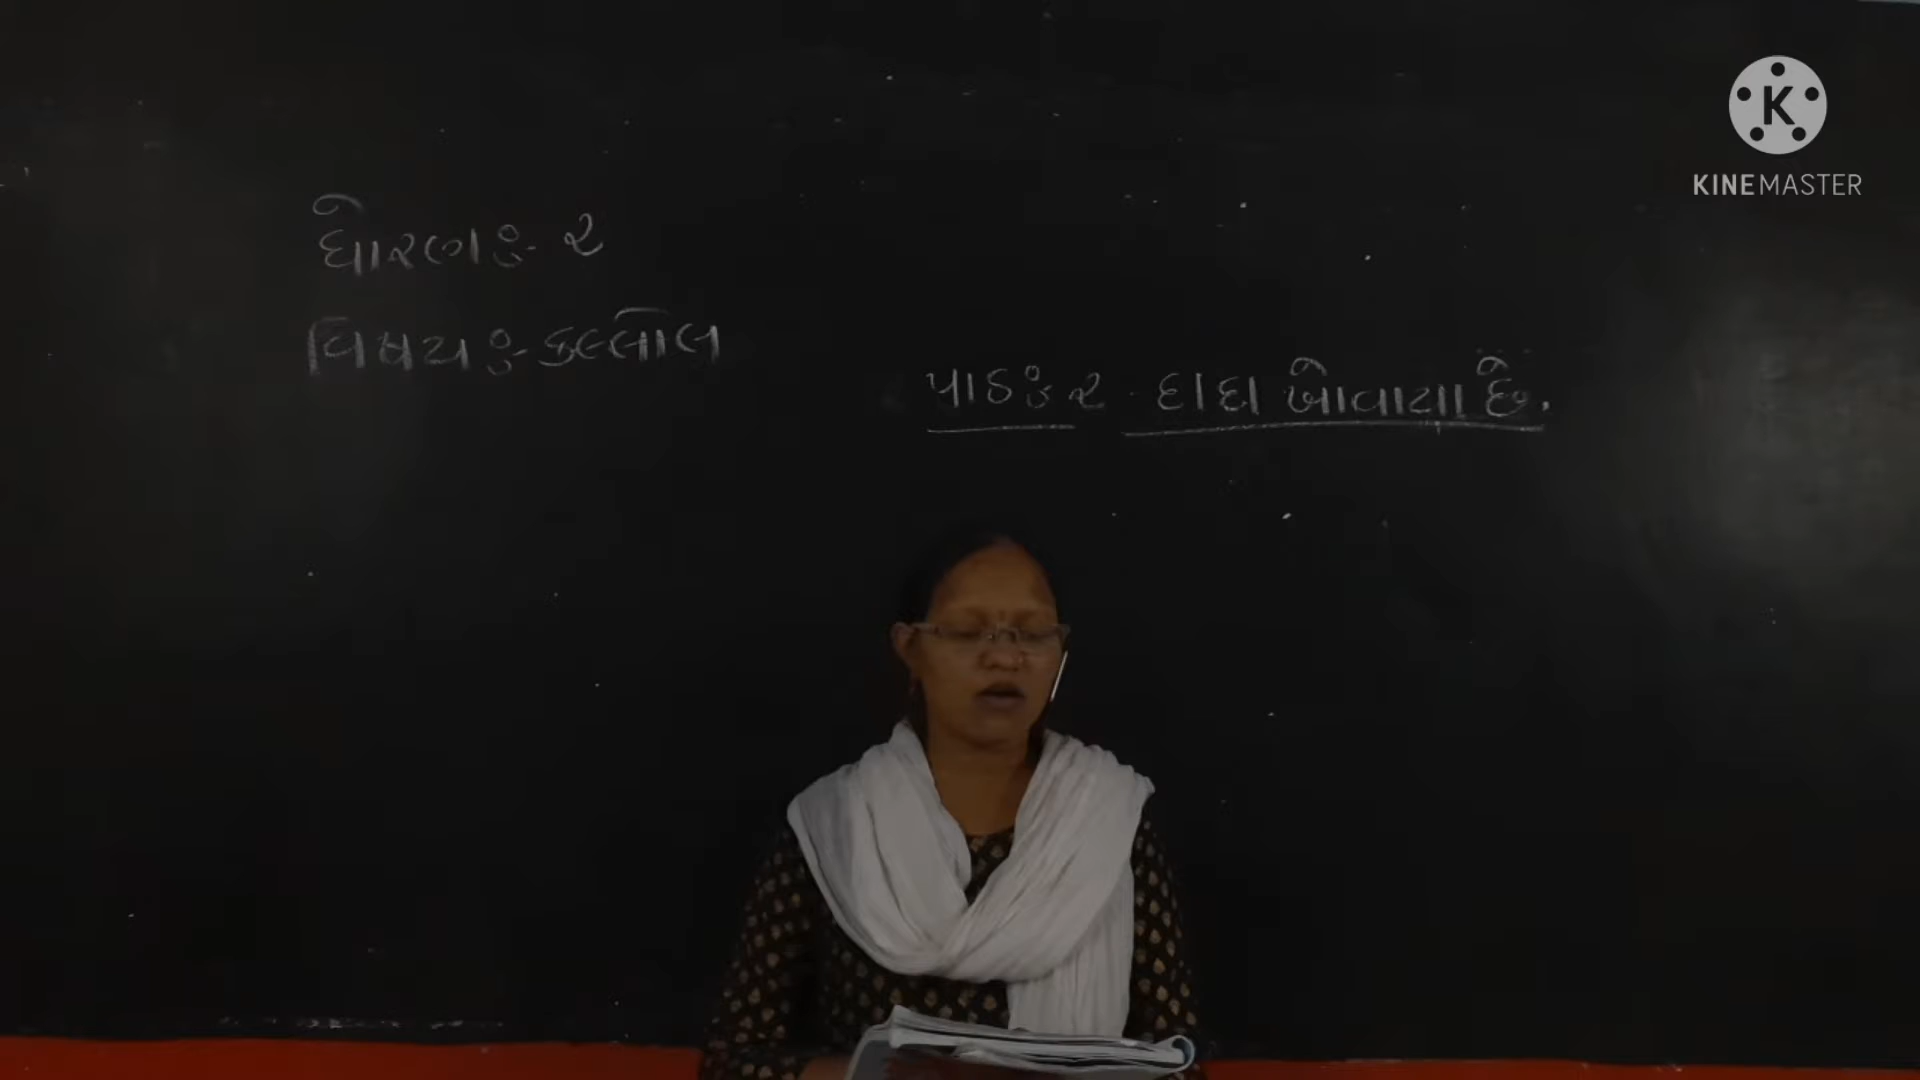 ધોરણઃ- ૨
વિષયઃ- કલ્લોલ
પાઠઃ ૨ - દાદા ખોવાયા છે.
K
KINEMASTER